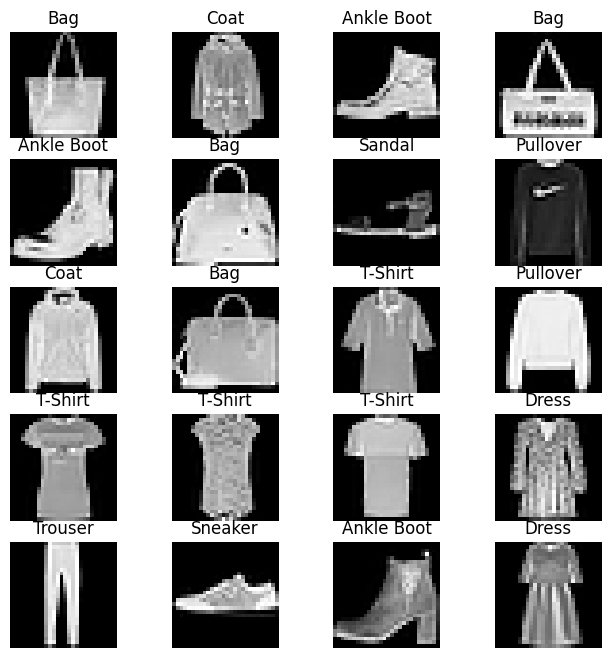 Bag Coat Ankle Boot Bag
Ankle Boot Bag Sandal Pullover
Coat Bag T-Shirt Pullover
T-Shirt T-Shirt T-Shirt Dress
Trouser Sneaker Ankle Boot Dress